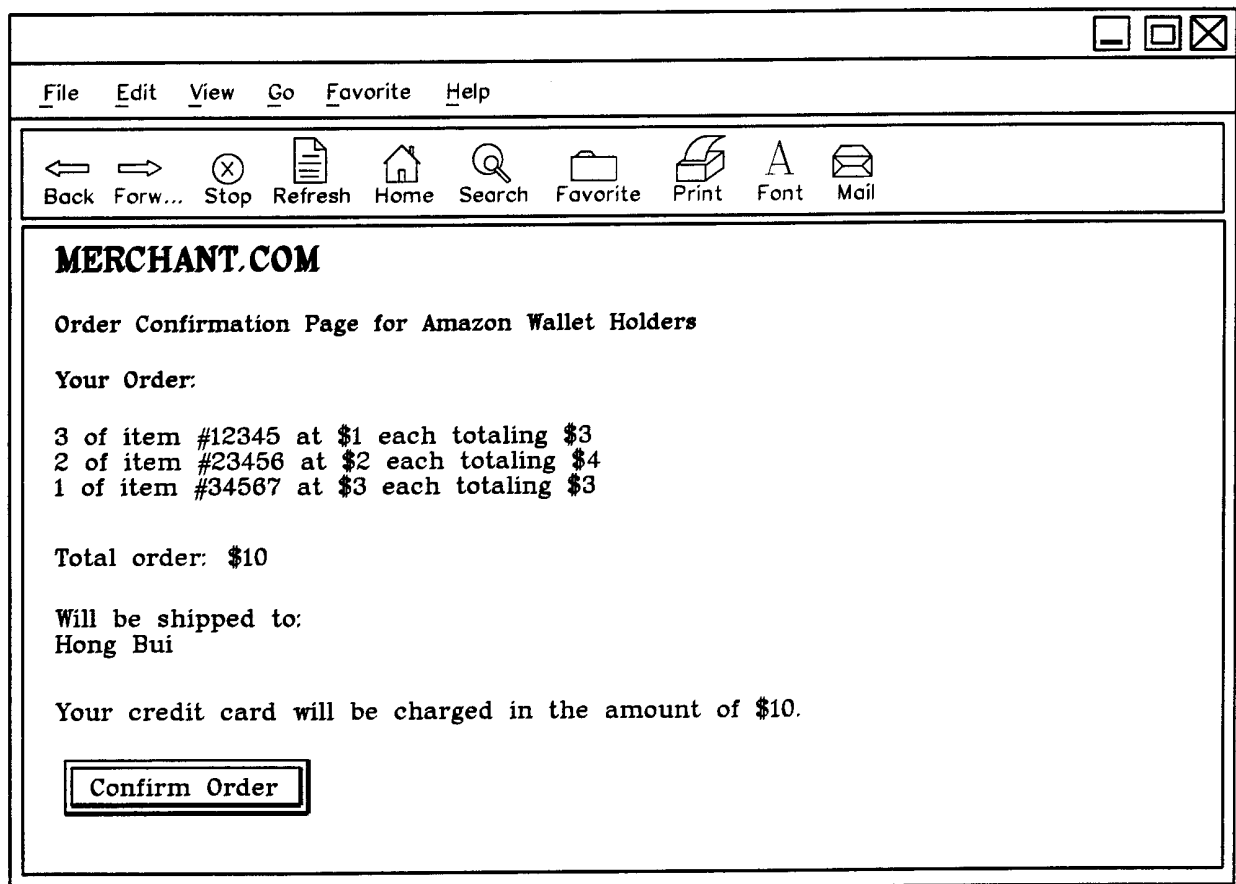 File Edit View Go Favorite Help
Back Forw... Stop Refresh Home Search Favorite Print Font Mail
MERCHANT.COM
Order Confirmation Page for Amazon Wallet Holders
Your Order:
3 of item #12345 at $1 each totaling $3
2 of item #23456 at $2 each totaling $4
1 of item #34567 at $3 each totaling $3
Total order: $10
Will be shipped to:
Hong Bui
Your credit card will be charged in the amount of $10.
Confirm Order